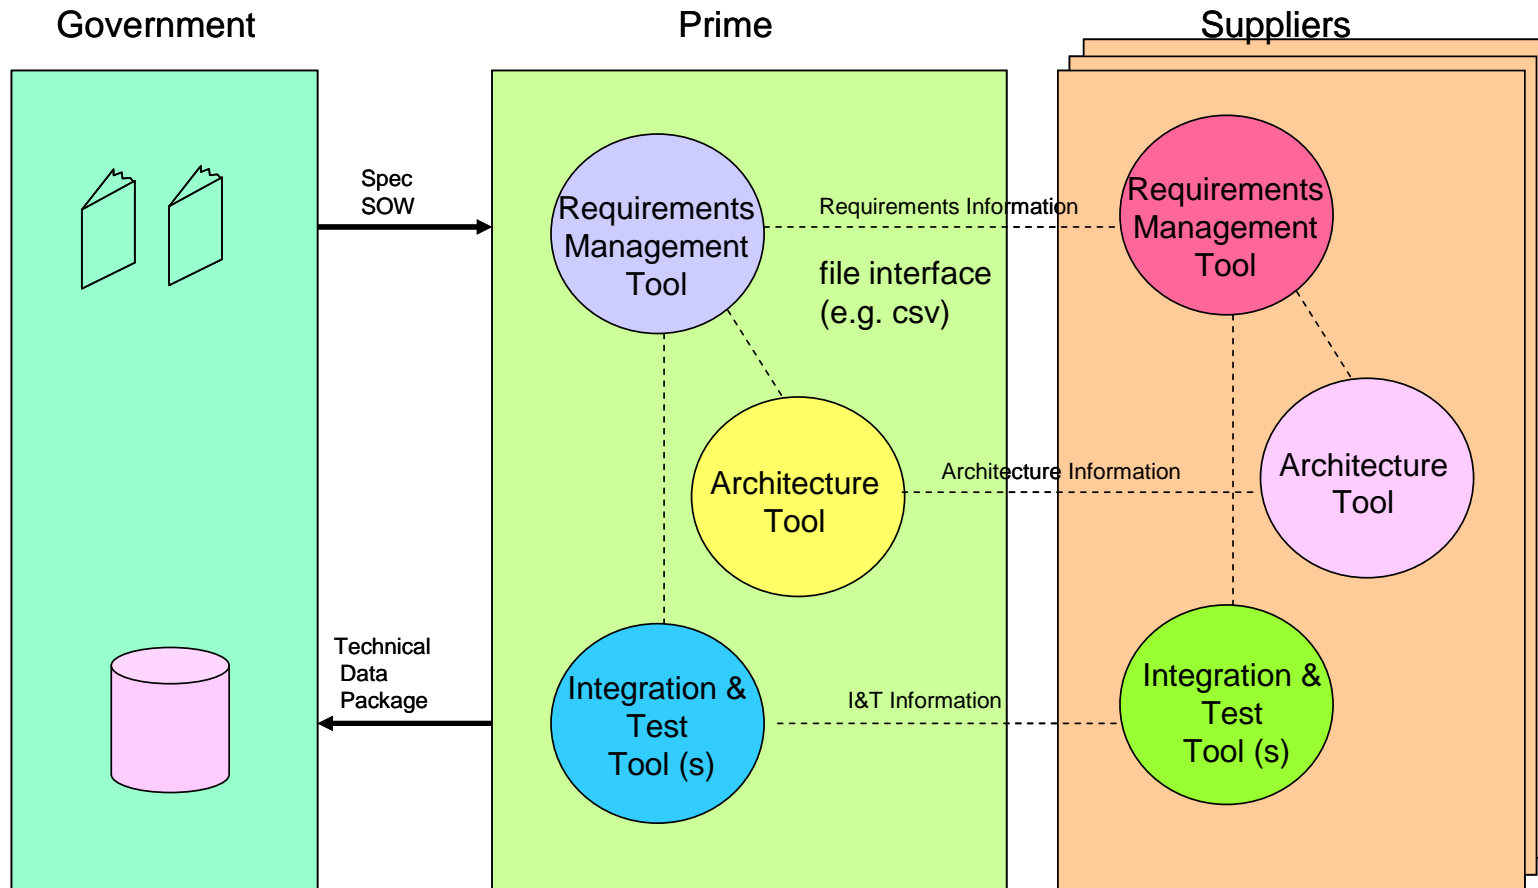 Government
Prime
Suppliers
Spec
SOW
Requirements
Management
Tool
Requirements Information
file interface
(e.g. csv)
Requirements
Management
Tool
Architecture
Tool
Architecture Information
Architecture
Tool
Technical
Data
Package
Integration &
Test
Tool (s)
I&T Information
Integration &
Test
Tool (s)